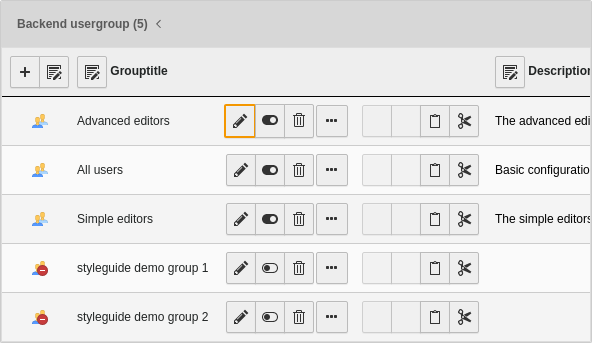 Backend usergroup (5)
Grouptitle Description
Advanced editors The advanced edi
All users Basic configuratio
Simple editors The simple editors
styleguide demo group 1
styleguide demo group 2